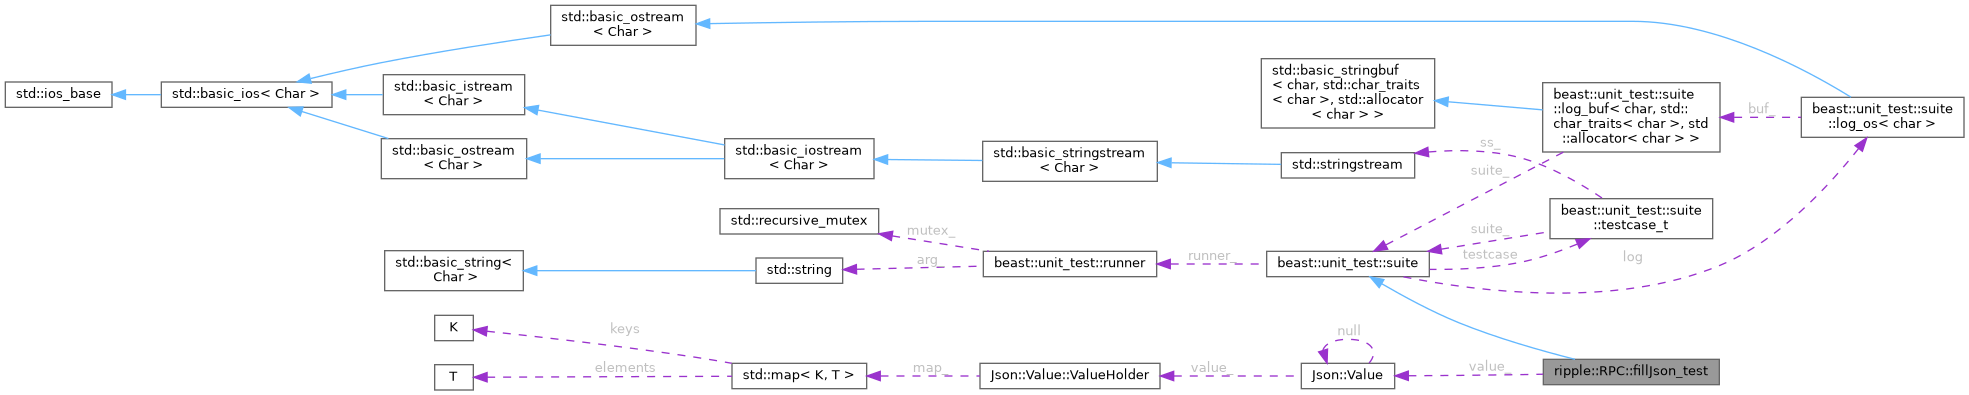 std::basic_ostream
< Char >
std::ios_base
std::basic_ios< Char >
std::basic_istream
< Char >
std::basic_ostream
< Char >
std::basic_iostream
< Char >
std::basic_stringstream
< Char >
std::basic_stringbuf
< char, std::char_traits
< char >, std::allocator
< char > >
std::stringstream
beast::unit_test::suite
::log_buf< char, std::
char_traits< char >, std
::allocator< char > >
buf_
beast::unit_test::suite
::log_os< char >
ss_
suite_
beast::unit_test::suite
::testcase_t
suite_
testcase
log
std::recursive_mutex
mutex_
std::basic_string<
Char >
std::string
arg_
beast::unit_test::runner
runner_
beast::unit_test::suite
K
keys
T
elements
std::map< K, T >
map_
Json::Value::ValueHolder
value_
null
Json::Value
value_
ripple::RPC::fillJson_test